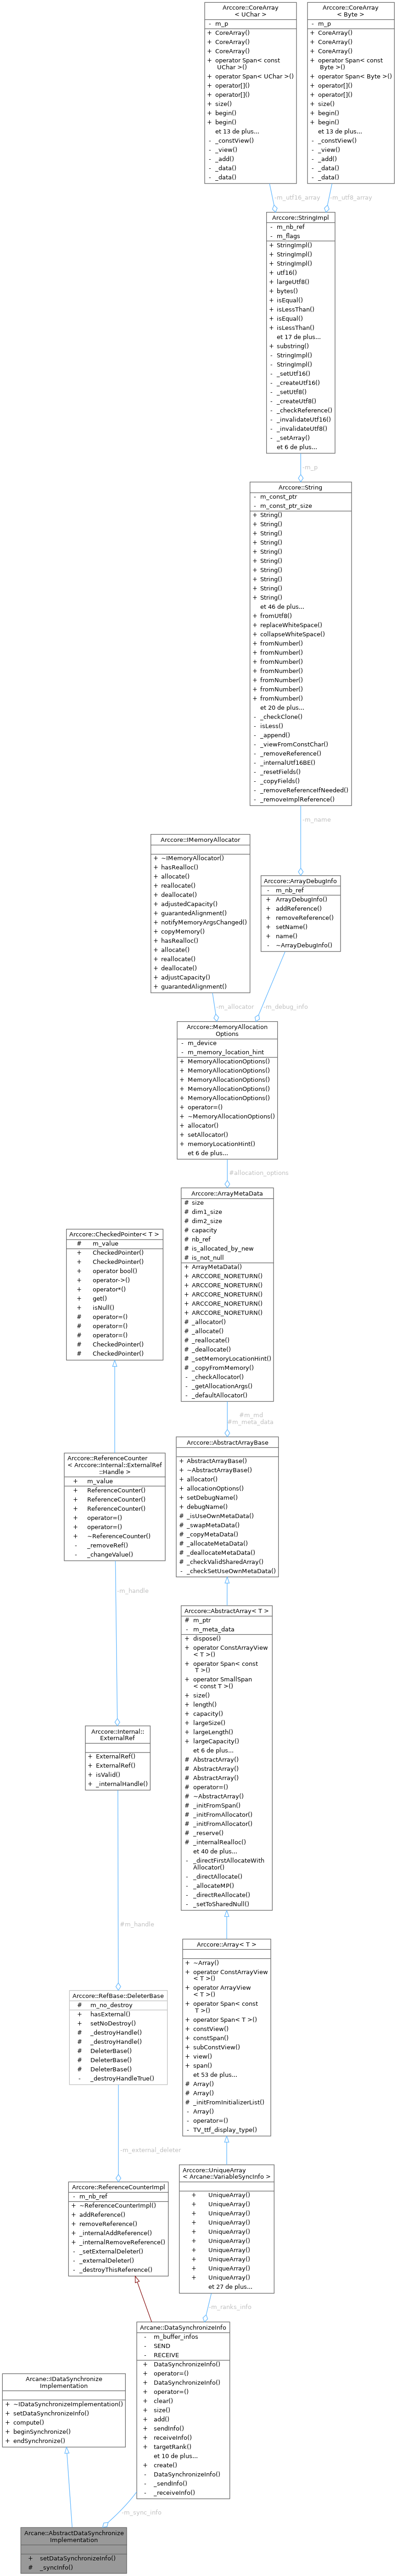 Arccore::CoreArray
< UChar >
- m_p
+ CoreArray()
+ CoreArray()
+ CoreArray()
+ operator Span< const
UChar >()
+ operator Span< UChar >()
+ operator[]()
+ operator[]()
+ size()
+ begin()
+ begin()
et 13 de plus...
- _constView()
- _view()
- _add()
- _data()
- _data()
Arccore::CoreArray
< Byte >
- m_p
+ CoreArray()
+ CoreArray()
+ CoreArray()
+ operator Span< const
Byte >()
+ operator Span< Byte >()
+ operator[]()
+ operator[]()
+ size()
+ begin()
+ begin()
et 13 de plus...
- _constView()
- _view()
- _add()
- _data()
- _data()
-m_utf16_array
-m_utf8_array
Arccore::StringImpl
- m_nb_ref
- m_flags
+ StringImpl()
+ StringImpl()
+ StringImpl()
+ utf16()
+ largeUtf8()
+ bytes()
+ isEqual()
+ isLessThan()
+ isEqual()
+ isLessThan()
et 17 de plus...
+ substring()
- StringImpl()
- StringImpl()
- _setUtf16()
- _createUtf16()
- _setUtf8()
- _createUtf8()
- _checkReference()
- _invalidateUtf16()
- _invalidateUtf8()
- _setArray()
et 6 de plus...
-m_p
Arccore::String
- m_const_ptr
- m_const_ptr_size
+ String()
+ String()
+ String()
+ String()
+ String()
+ String()
+ String()
+ String()
+ String()
+ String()
et 46 de plus...
+ fromUtf8()
+ replaceWhiteSpace()
+ collapseWhiteSpace()
+ fromNumber()
+ fromNumber()
+ fromNumber()
+ fromNumber()
+ fromNumber()
+ fromNumber()
+ fromNumber()
et 20 de plus...
- _checkClone()
- isLess()
- _append()
- _viewFromConstChar()
- _removeReference()
- _internalUtf16BE()
- _resetFields()
- _copyFields()
- _removeReferenceIfNeeded()
- _removeImplReference()
-m_name
Arccore::IMemoryAllocator
+ ~IMemoryAllocator()
+ hasRealloc()
+ allocate()
+ reallocate()
+ deallocate()
+ adjustedCapacity()
+ guarantedAlignment()
+ notifyMemoryArgsChanged()
+ copyMemory()
+ hasRealloc()
+ allocate()
+ reallocate()
+ deallocate()
+ adjustCapacity()
+ guarantedAlignment()
Arccore::ArrayDebugInfo
- m_nb_ref
+ ArrayDebugInfo()
+ addReference()
+ removeReference()
+ setName()
+ name()
- ~ArrayDebugInfo()
-m_allocator
-m_debug_info
Arccore::MemoryAllocation
Options
- m_device
- m_memory_location_hint
+ MemoryAllocationOptions()
+ MemoryAllocationOptions()
+ MemoryAllocationOptions()
+ MemoryAllocationOptions()
+ MemoryAllocationOptions()
+ operator=()
+ ~MemoryAllocationOptions()
+ allocator()
+ setAllocator()
+ memoryLocationHint()
et 6 de plus...
#allocation_options
Arccore::ArrayMetaData
# size
# dim1_size
# dim2_size
# capacity
# nb_ref
# is_allocated_by_new
# is_not_null
+ ArrayMetaData()
+ ARCCORE_NORETURN()
+ ARCCORE_NORETURN()
+ ARCCORE_NORETURN()
+ ARCCORE_NORETURN()
+ ARCCORE_NORETURN()
# _allocator()
# _allocate()
# _reallocate()
# _deallocate()
# _setMemoryLocationHint()
# _copyFromMemory()
- _checkAllocator()
- _getAllocationArgs()
- _defaultAllocator()
Arccore::CheckedPointer< T >
# m_value
+ CheckedPointer()
+ CheckedPointer()
+ operator bool()
+ operator->()
+ operator*()
+ get()
+ isNull()
# operator=()
# operator=()
# operator=()
# CheckedPointer()
# CheckedPointer()
#m_md
#m_meta_data
Arccore::AbstractArrayBase
+ AbstractArrayBase()
+ ~AbstractArrayBase()
+ allocator()
+ allocationOptions()
+ setDebugName()
+ debugName()
# _isUseOwnMetaData()
# _swapMetaData()
# _copyMetaData()
# _allocateMetaData()
# _deallocateMetaData()
# _checkValidSharedArray()
- _checkSetUseOwnMetaData()
Arccore::ReferenceCounter
< Arccore::Internal::ExternalRef
::Handle >
+ m_value
+ ReferenceCounter()
+ ReferenceCounter()
+ ReferenceCounter()
+ operator=()
+ operator=()
+ ~ReferenceCounter()
- _removeRef()
- _changeValue()
-m_handle
Arccore::AbstractArray< T >
# m_ptr
- m_meta_data
+ dispose()
+ operator ConstArrayView
< T >()
+ operator Span< const
T >()
+ operator SmallSpan
< const T >()
+ size()
+ length()
+ capacity()
+ largeSize()
+ largeLength()
+ largeCapacity()
et 6 de plus...
# AbstractArray()
# AbstractArray()
# AbstractArray()
# operator=()
# ~AbstractArray()
# _initFromSpan()
# _initFromAllocator()
# _initFromAllocator()
# _reserve()
# _internalRealloc()
et 40 de plus...
- _directFirstAllocateWith
Allocator()
- _directAllocate()
- _allocateMP()
- _directReAllocate()
- _setToSharedNull()
Arccore::Internal::
ExternalRef
+ ExternalRef()
+ ExternalRef()
+ isValid()
+ _internalHandle()
#m_handle
Arccore::Array< T >
+ ~Array()
+ operator ConstArrayView
< T >()
+ operator ArrayView
< T >()
+ operator Span< const
T >()
+ operator Span< T >()
+ constView()
+ constSpan()
+ subConstView()
+ view()
+ span()
et 53 de plus...
# Array()
# Array()
# _initFromInitializerList()
- Array()
- operator=()
- TV_ttf_display_type()
Arccore::RefBase::DeleterBase
# m_no_destroy
+ hasExternal()
+ setNoDestroy()
# _destroyHandle()
# _destroyHandle()
# DeleterBase()
# DeleterBase()
# DeleterBase()
- _destroyHandleTrue()
-m_external_deleter
Arccore::UniqueArray
< Arcane::VariableSyncInfo >
+ UniqueArray()
+ UniqueArray()
+ UniqueArray()
+ UniqueArray()
+ UniqueArray()
+ UniqueArray()
+ UniqueArray()
+ UniqueArray()
+ UniqueArray()
+ UniqueArray()
et 27 de plus...
Arccore::ReferenceCounterImpl
- m_nb_ref
+ ~ReferenceCounterImpl()
+ addReference()
+ removeReference()
+ _internalAddReference()
+ _internalRemoveReference()
- _setExternalDeleter()
- _externalDeleter()
- _destroyThisReference()
-m_ranks_info
Arcane::DataSynchronizeInfo
- m_buffer_infos
- SEND
- RECEIVE
+ DataSynchronizeInfo()
+ operator=()
+ DataSynchronizeInfo()
+ operator=()
+ clear()
+ size()
+ add()
+ sendInfo()
+ receiveInfo()
+ targetRank()
et 10 de plus...
+ create()
- DataSynchronizeInfo()
- _sendInfo()
- _receiveInfo()
Arcane::IDataSynchronize
Implementation
+ ~IDataSynchronizeImplementation()
+ setDataSynchronizeInfo()
+ compute()
+ beginSynchronize()
+ endSynchronize()
-m_sync_info
Arcane::AbstractDataSynchronize
Implementation
+ setDataSynchronizeInfo()
# _syncInfo()